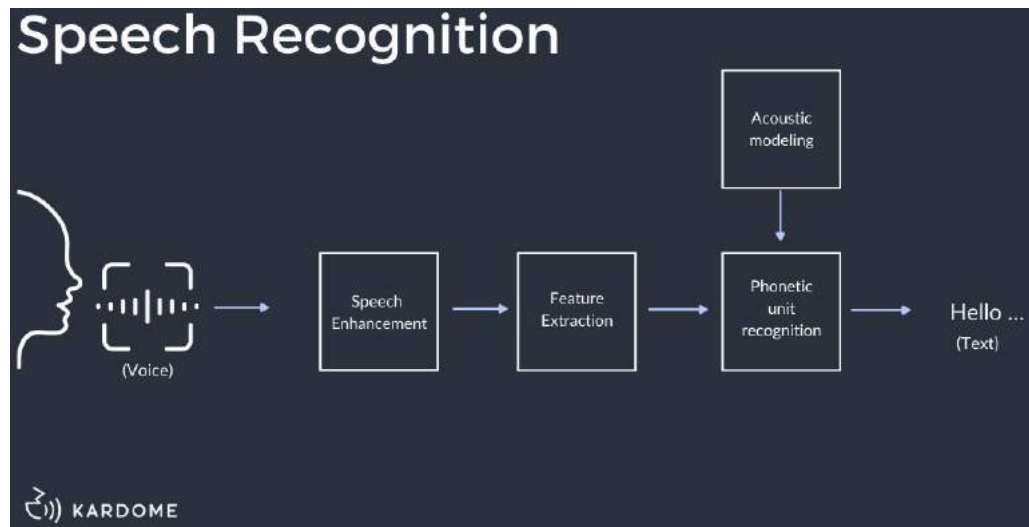 Speech Recognition
Acoustic
modeling
(Voice)
Speech
Enhancement
Feature
Extraction
Phonetic
unit
recognition
Hello ...
(Text)
KARDOME